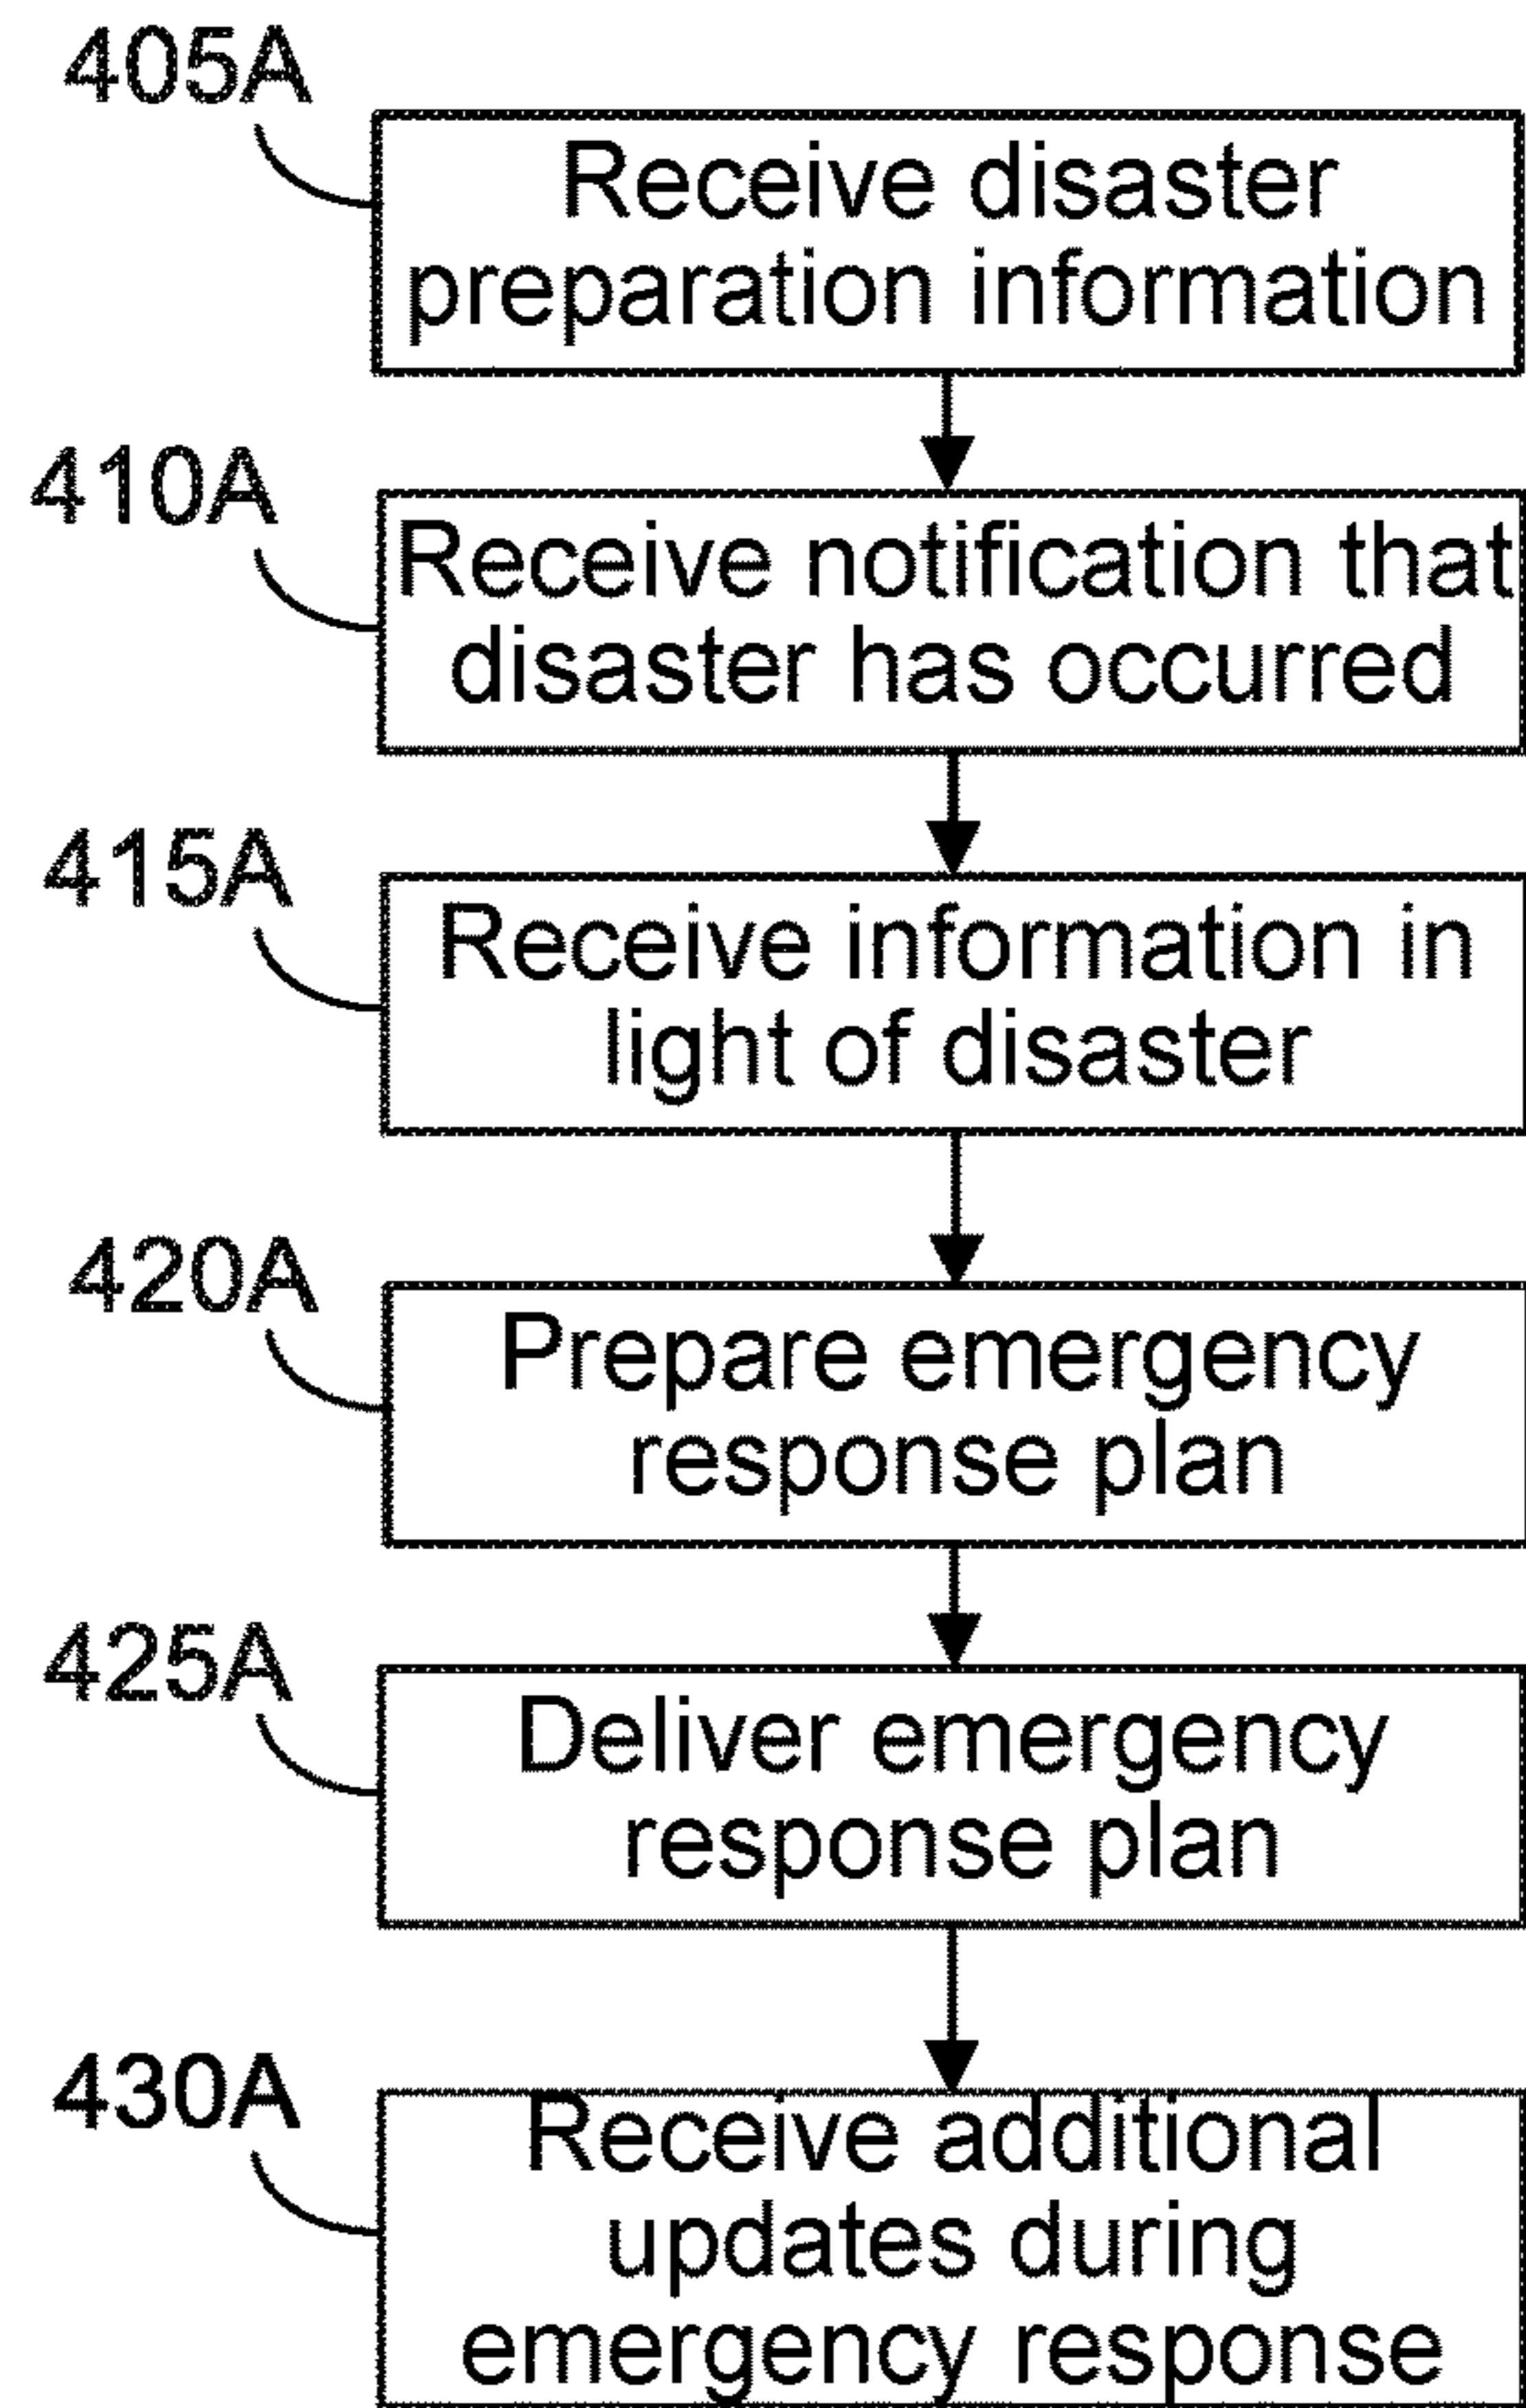 405A
Receive disaster
preparation information
410A
Receive notification that
disaster has occurred
415A
Receive information in
light of disaster
420A
Prepare emergency
response plan
425A
Deliver emergency
response plan
430A
Receive additional
updates during
emergency response